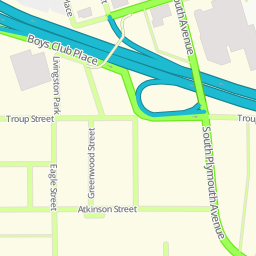 Place
South Avenue
Boys Club Place
Livingston Park
Troup Street
Troup
South Plymouth Avenue
Eagle Street
Greenwood Street
Atkinson Street